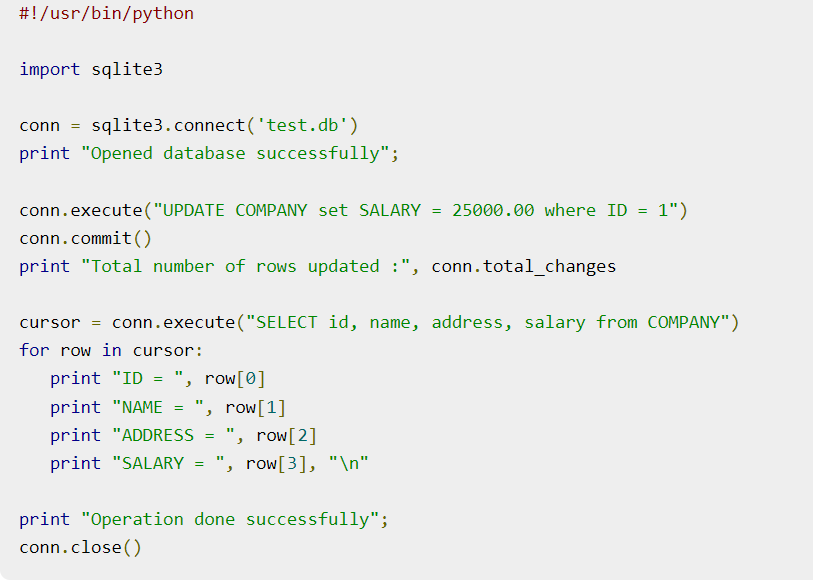 #!/usr/bin/python
import sqlite3
conn = sqlite3.connect('test.db')
print "Opened database successfully";
conn.execute("UPDATE COMPANY set SALARY = 25000.00 where ID = 1")
conn.commit()
print "Total number of rows updated :", conn.total_changes
cursor = conn.execute("SELECT id, name, address, salary from COMPANY")
for row in cursor:
   print "ID = ", row[0]
   print "NAME = ", row[1]
   print "ADDRESS = ", row[2]
   print "SALARY = ", row[3], "\n"
print "Operation done successfully";
conn.close()